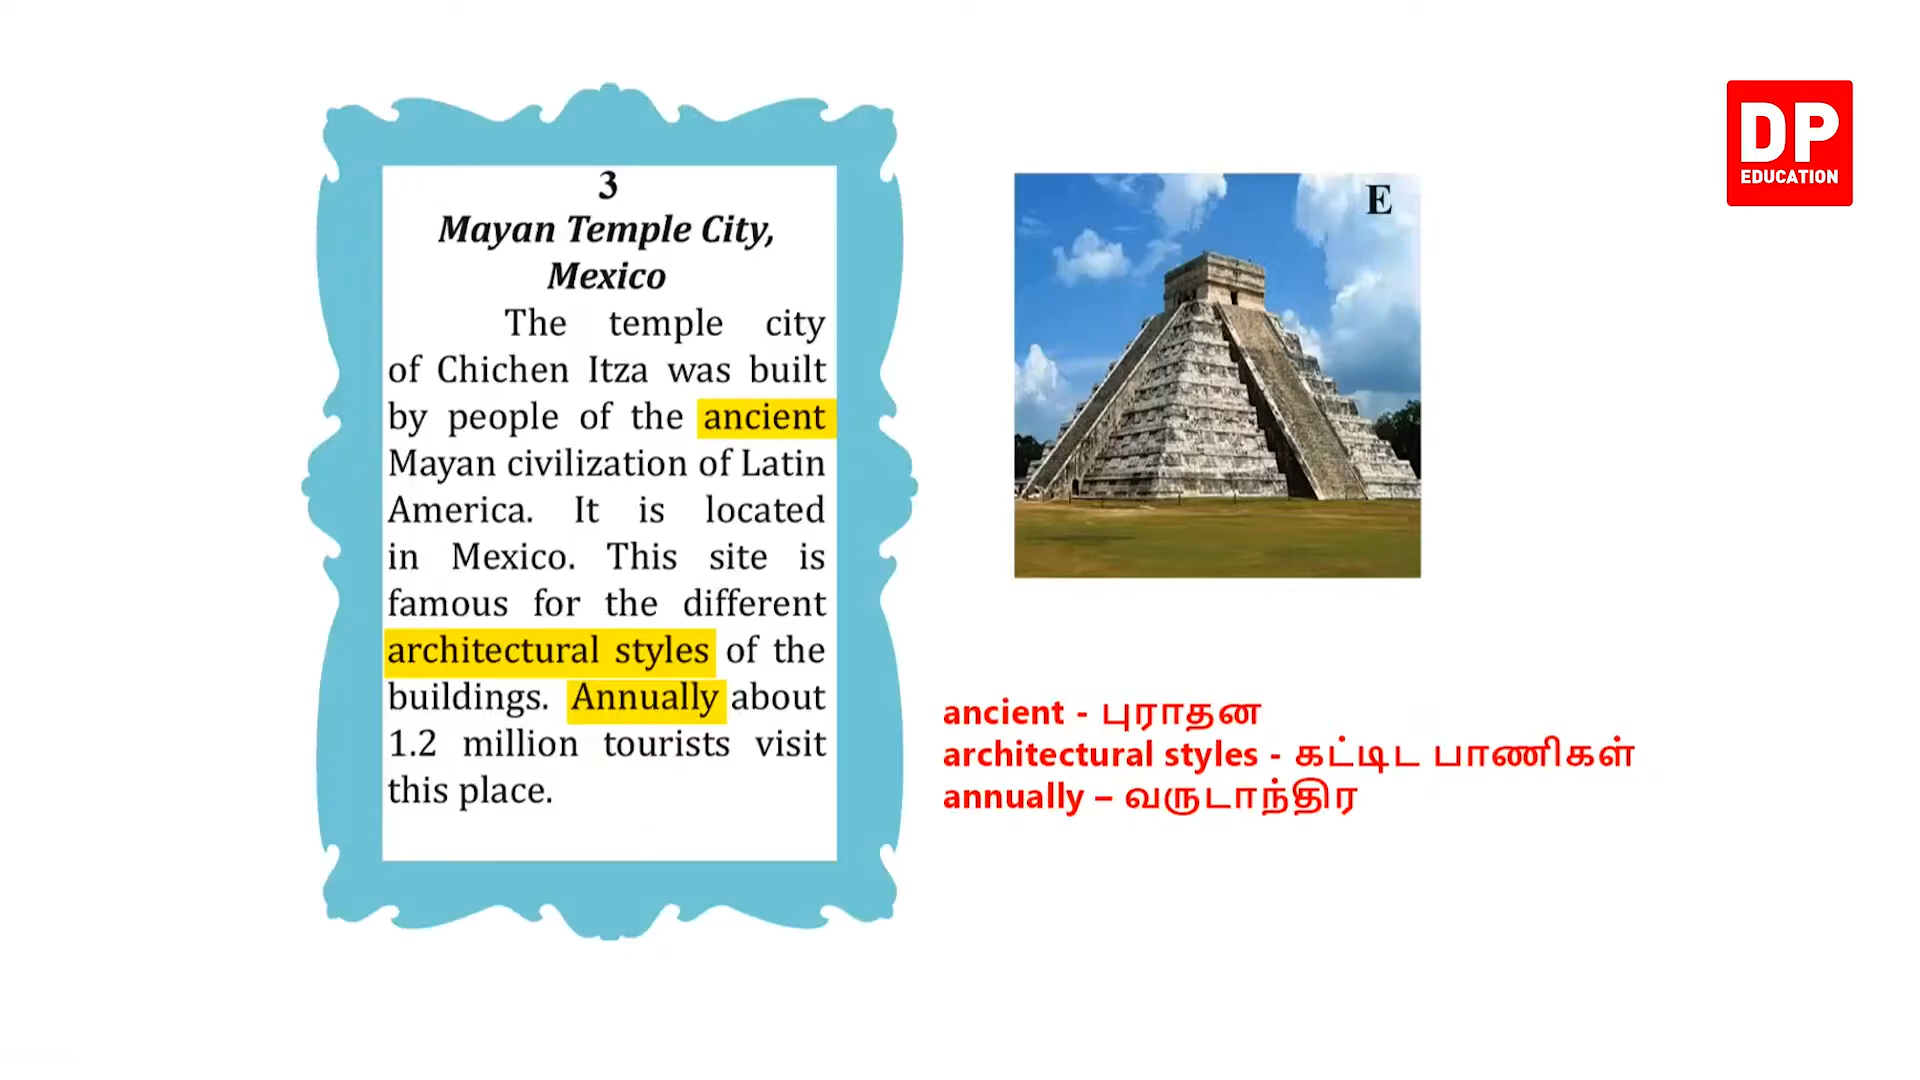 3
Mayan Temple City,
Mexico
The temple city
of Chichen Itza was built
by people of the ancient
Mayan civilization of Latin
America. It is located
in Mexico. This site is
famous for the different
architectural styles of the
buildings. Annually about
1.2 million tourists visit
this place.
E
DP
EDUCATION
ancient - புராதன
architectural styles - கட்டிட பாணிகள்
annually – வருடாந்திர